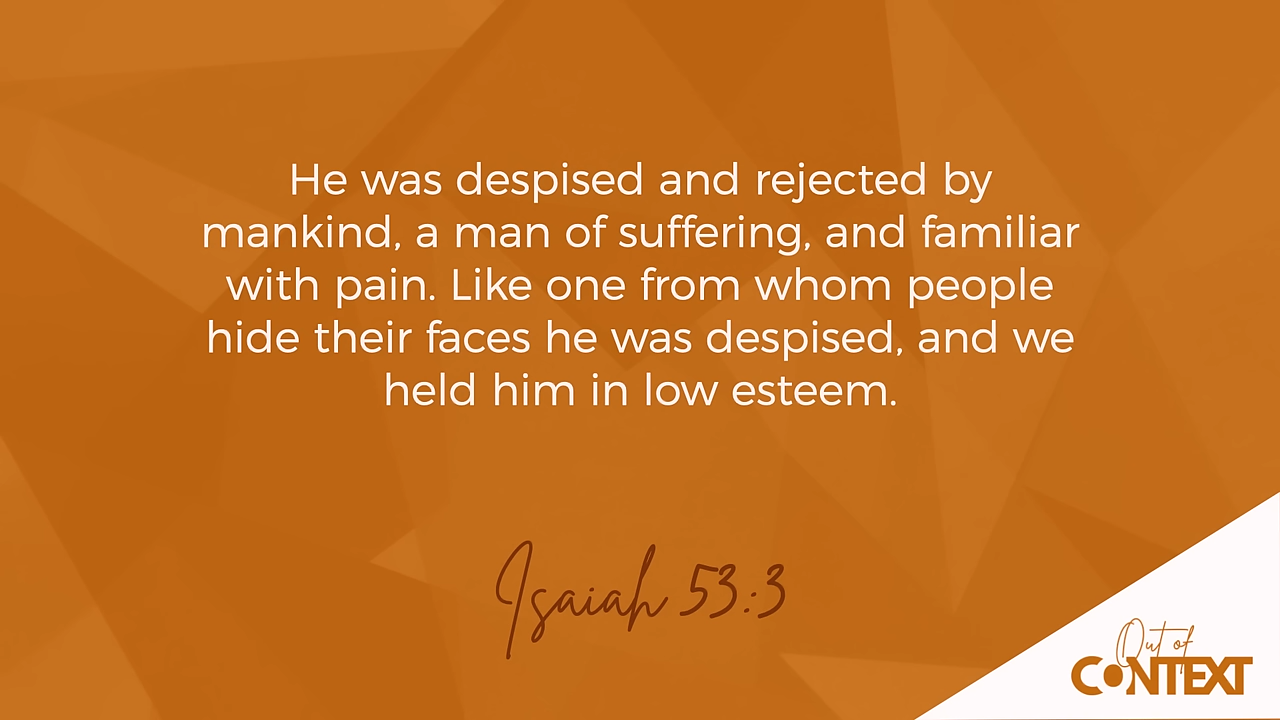 He was despised and rejected by
mankind, a man of suffering, and familiar
with pain. Like one from whom people
hide their faces he was despised, and we
held him in low esteem.
Isaiah 53:3
Out of
CONTEXT